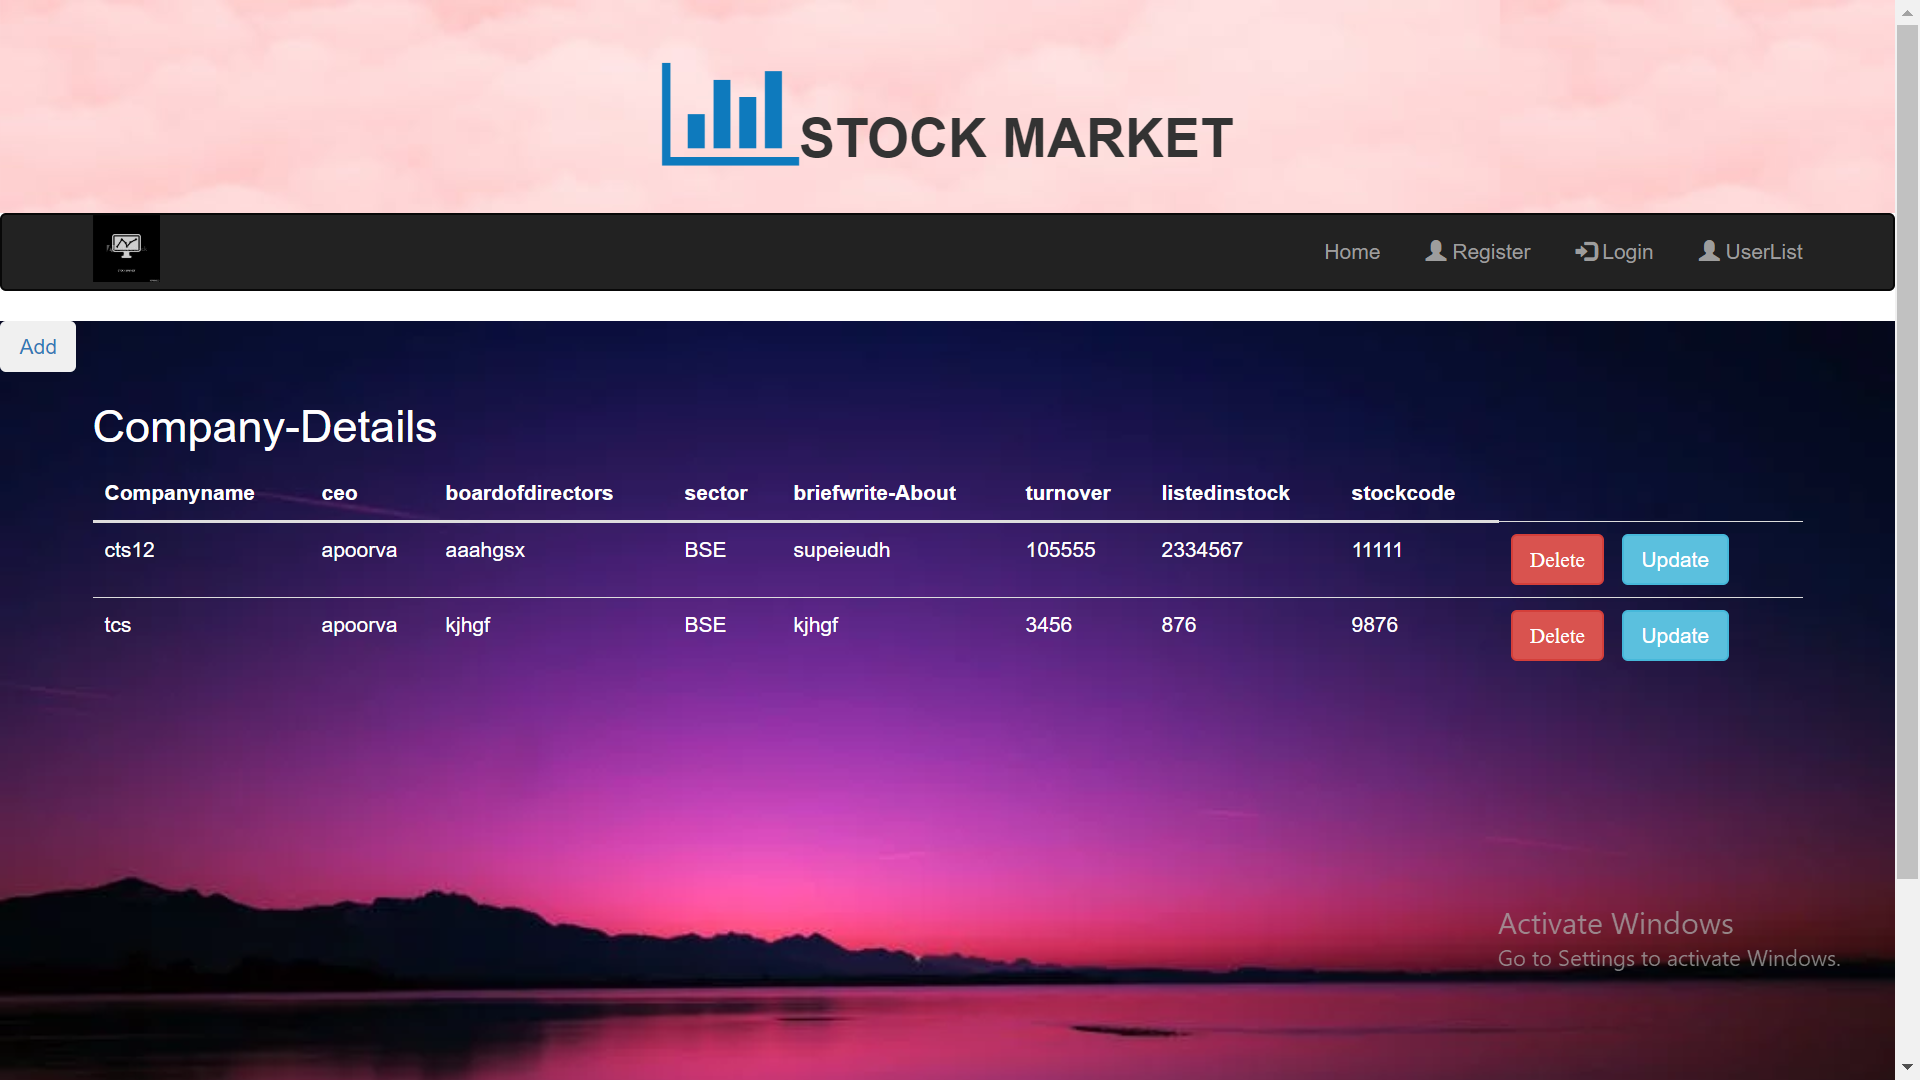 STOCK MARKET
Home Register Login UserList
Add
Company-Details
Companyname ceo boardofdirectors sector briefwrite-About turnover listedinstock stockcode
cts12 apoorva aaahgsx BSE supeieudh 105555 2334567 11111 Delete Update
tcs apoorva kjhgf BSE kjhgf 3456 876 9876 Delete Update
Activate Windows
Go to Settings to activate Windows.